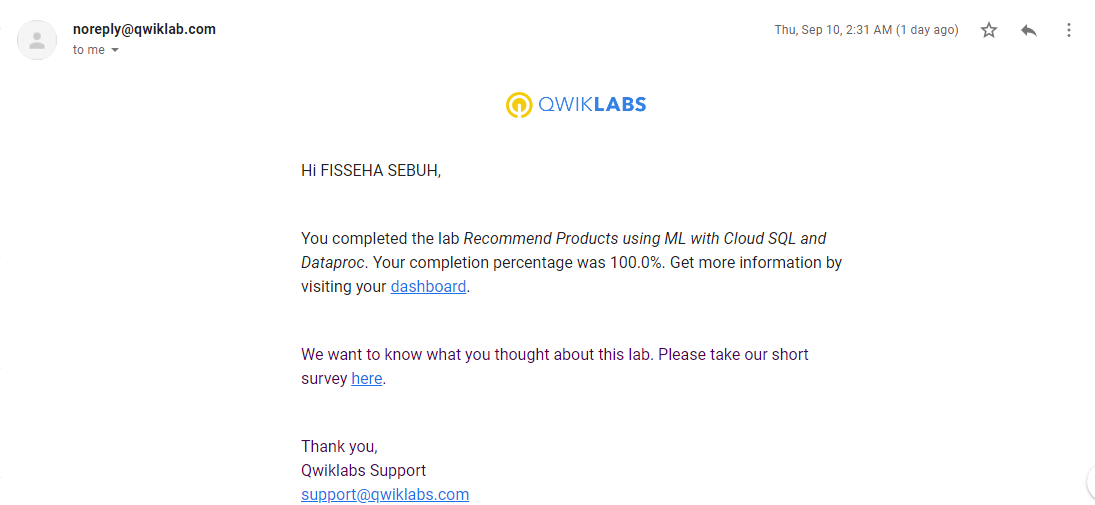 noreply@qwiklab.com
Thu, Sep 10, 2:31 AM (1 day ago)
to me
QWIKLABS
Hi FISSEHA SEBUH,
You completed the lab Recommend Products using ML with Cloud SQL and
Dataproc. Your completion percentage was 100.0%. Get more information by
visiting your dashboard.
We want to know what you thought about this lab. Please take our short
survey here.
Thank you,
Qwiklabs Support
support@qwiklabs.com